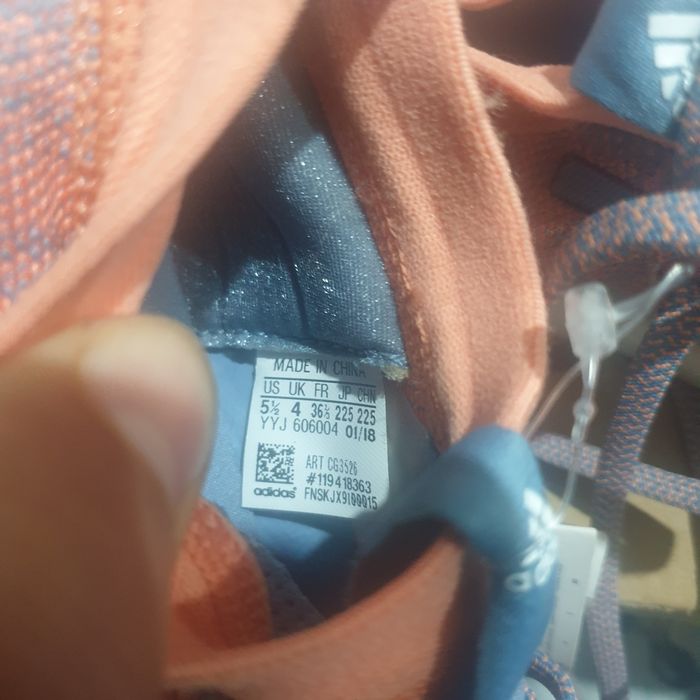 MADE IN CHINA
US UK FR JP CHN
5½ 4 36⅔ 225 225
YYJ 606004 01/18
ART CG3526
#119418363
adidas FNSKJX9100015